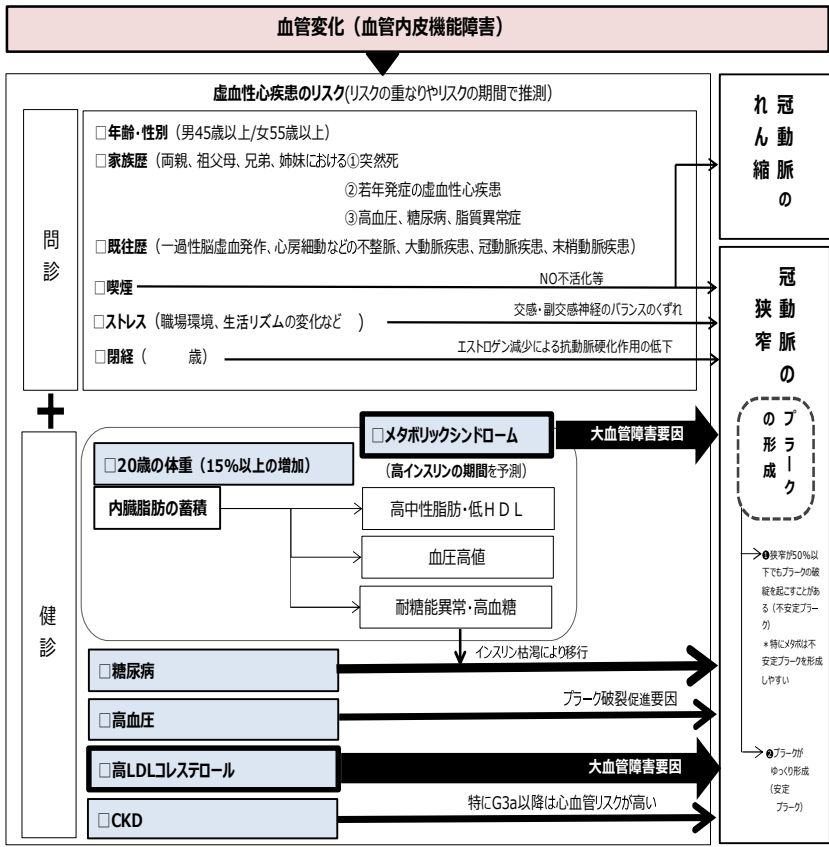 血管変化（血管内皮機能障害）
虚血性心疾患のリスク(リスクの重なりやリスクの期間で推測)
問診
□年齢・性別（男45歳以上/女55歳以上）
□家族歴（両親、祖父母、兄弟、姉妹における①突然死
②若年発症の虚血性心疾患
③高血圧、糖尿病、脂質異常症
□既往歴（一過性脳虚血発作、心房細動などの不整脈、大動脈疾患、冠動脈疾患、末梢動脈疾患）
□喫煙
NO不活化等
□ストレス（職場環境、生活リズムの変化など　）
交感・副交感神経のバランスのくずれ
□閉経（　　　歳）
エストロゲン減少による抗動脈硬化作用の低下
＋
健診
□メタボリックシンドローム
大血管障害要因
□20歳の体重（15％以上の増加）
（高インスリンの期間を予測）
内臓脂肪の蓄積
高中性脂肪・低ＨＤＬ
血圧高値
耐糖能異常・高血糖
インスリン枯渇により移行
□糖尿病
プラーク破裂促進要因
□高血圧
□高LDLコレステロール
大血管障害要因
□CKD
特にG3a以降は心血管リスクが高い
冠動脈の
れん縮
冠動脈の
狭窄
プラーク
の形成
❶狭窄が50%以
下でもプラークの破
綻を起こすことがあ
る（不安定プラー
ク）
＊特にメタボは不
安定プラークを形成
しやすい
❷プラークが
ゆっくり形成
（安定
プラーク）